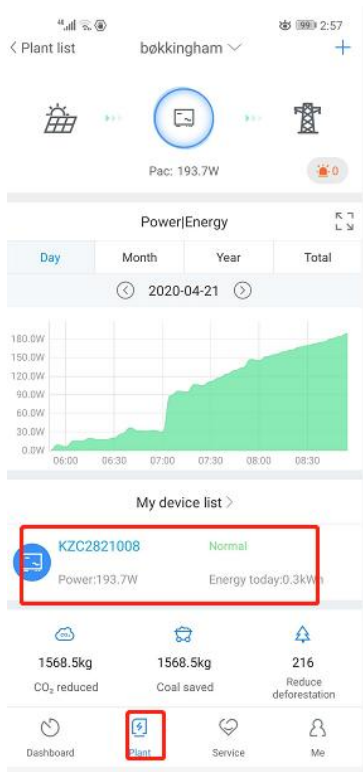 4G 99% 2:57
Plant list bøkkingham +
Pac: 193.7W 0
Power|Energy
Day Month Year Total
2020-04-21
180.0W
150.0W
120.0W
90.0W
60.0W
30.0W
0.0W
06:00 06:30 07:00 07:30 08:00 08:30
My device list
KZC2821008 Normal
Power:193.7W Energy today:0.3kWh
1568.5kg 1568.5kg 216
CO₂ reduced Coal saved Reduce
deforestation
Dashboard Plant Service Me